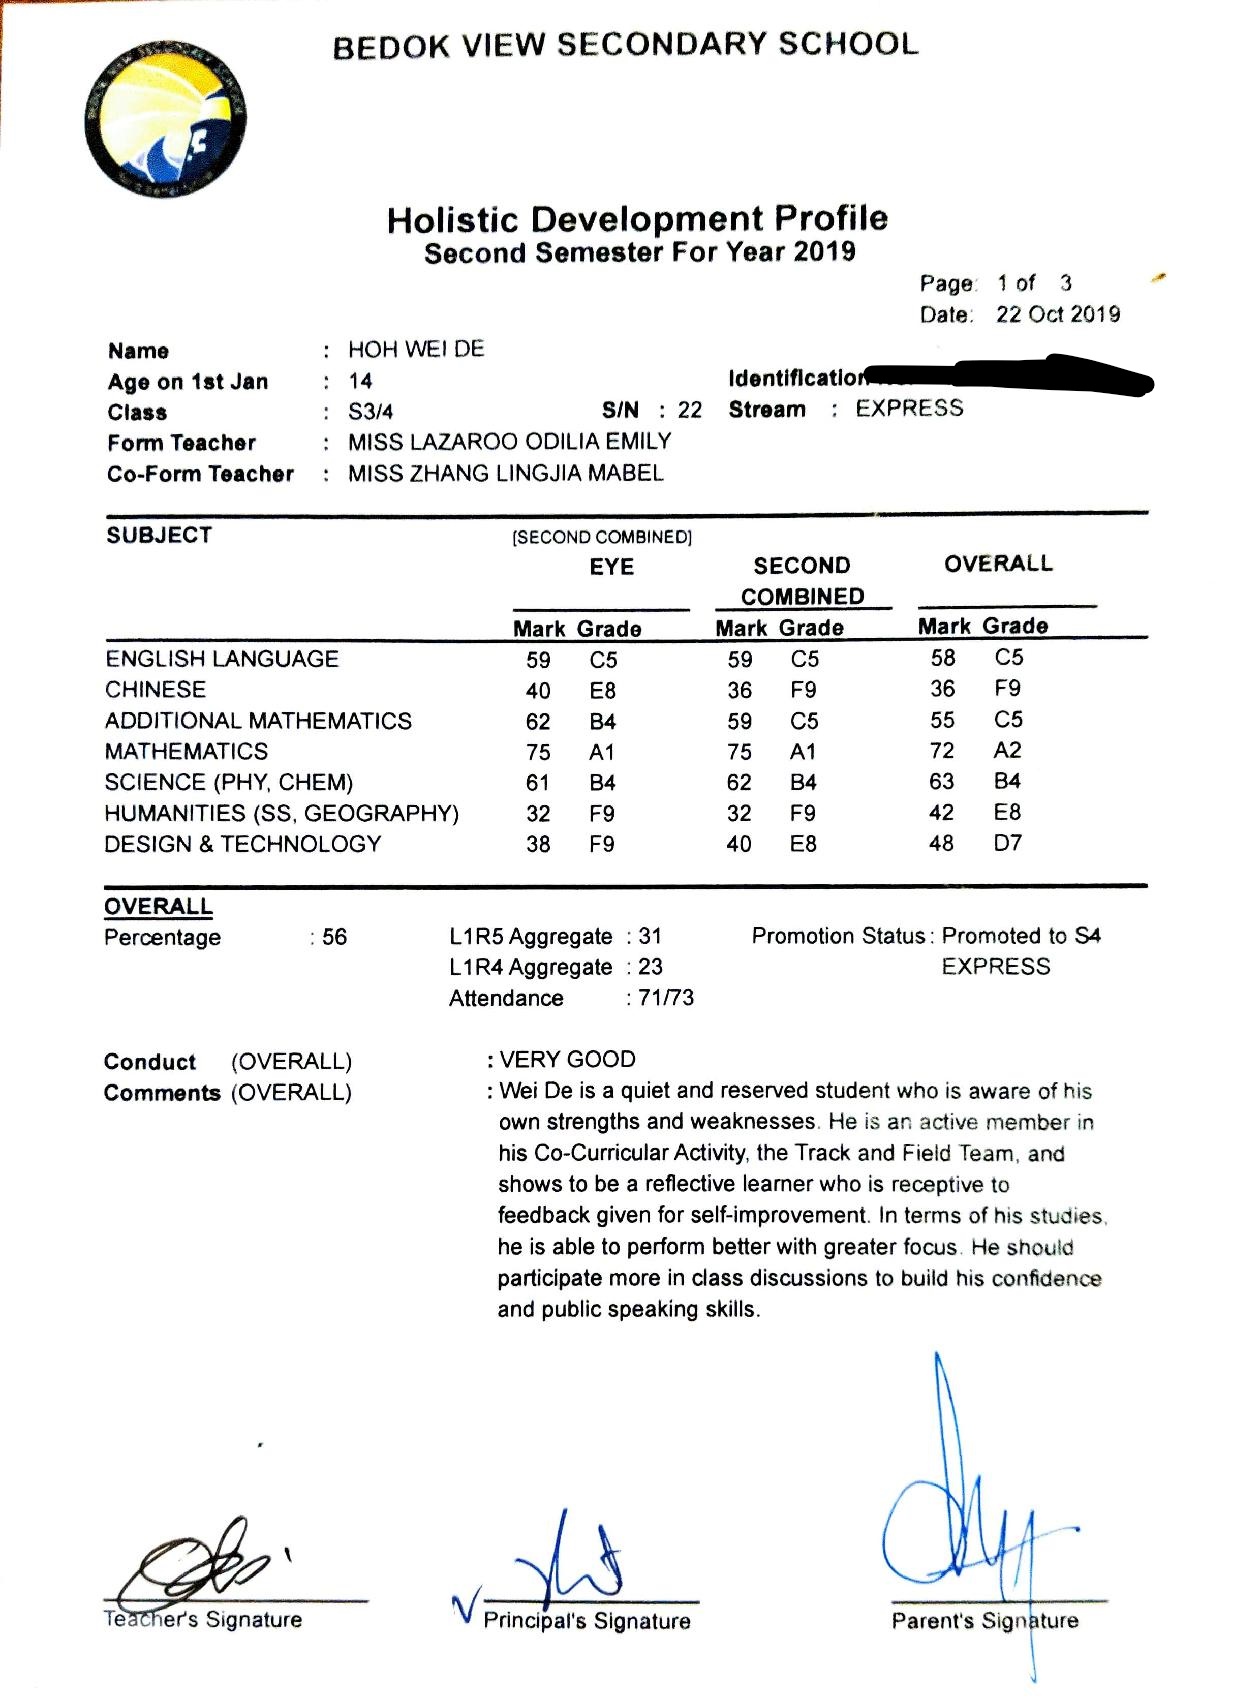 BEDOK VIEW SECONDARY SCHOOL
Holistic Development Profile
Second Semester For Year 2019
Page: 1 of 3
Date: 22 Oct 2019
Name : HOH WEI DE
Age on 1st Jan : 14 Identification
Class : S3/4 S/N : 22 Stream : EXPRESS
Form Teacher : MISS LAZAROO ODILIA EMILY
Co-Form Teacher : MISS ZHANG LINGJIA MABEL
SUBJECT [SECOND COMBINED]
EYE SECOND OVERALL
COMBINED
Mark Grade Mark Grade Mark Grade
ENGLISH LANGUAGE 59 C5 59 C5 58 C5
CHINESE 40 E8 36 F9 36 F9
ADDITIONAL MATHEMATICS 62 B4 59 C5 55 C5
MATHEMATICS 75 A1 75 A1 72 A2
SCIENCE (PHY, CHEM) 61 B4 62 B4 63 B4
HUMANITIES (SS, GEOGRAPHY) 32 F9 32 F9 42 E8
DESIGN & TECHNOLOGY 38 F9 40 E8 48 D7
OVERALL
Percentage : 56 L1R5 Aggregate : 31 Promotion Status : Promoted to S4
L1R4 Aggregate : 23 EXPRESS
Attendance : 71/73
Conduct (OVERALL) : VERY GOOD
Comments (OVERALL) : Wei De is a quiet and reserved student who is aware of his
own strengths and weaknesses. He is an active member in
his Co-Curricular Activity, the Track and Field Team, and
shows to be a reflective learner who is receptive to
feedback given for self-improvement. In terms of his studies,
he is able to perform better with greater focus. He should
participate more in class discussions to build his confidence
and public speaking skills.
Teacher's Signature Principal's Signature Parent's Signature